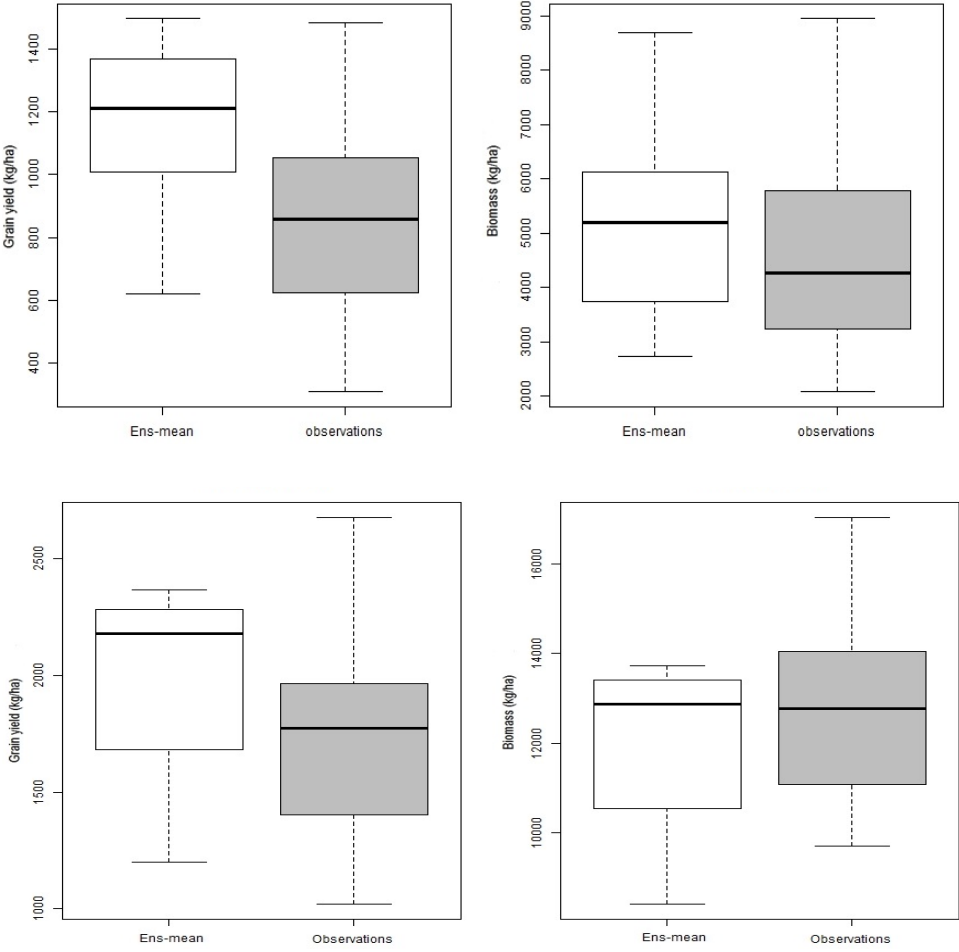 Grain yield (kg/ha)
1400
1200
1000
800
600
400
Ens-mean
observations
Biomass (kg/ha)
9000
8000
7000
6000
5000
4000
3000
2000
Ens-mean
observations
Grain yield (kg/ha)
2500
2000
1500
1000
Ens-mean
Observations
Biomass (kg/ha)
16000
14000
12000
10000
Ens-mean
Observations